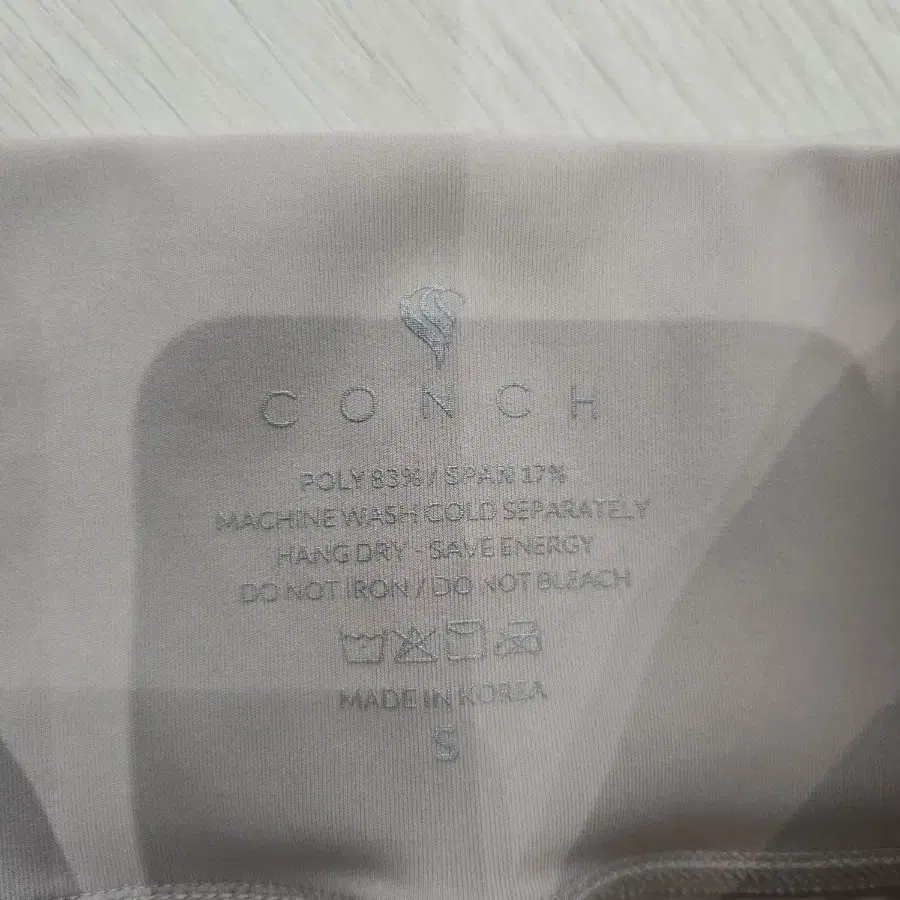 CONCH
POLY 83% / SPAN 17%
MACHINE WASH COLD SEPARATELY
HANG DRY - SAVE ENERGY
DO NOT IRON / DO NOT BLEACH
MADE IN KOREA
S